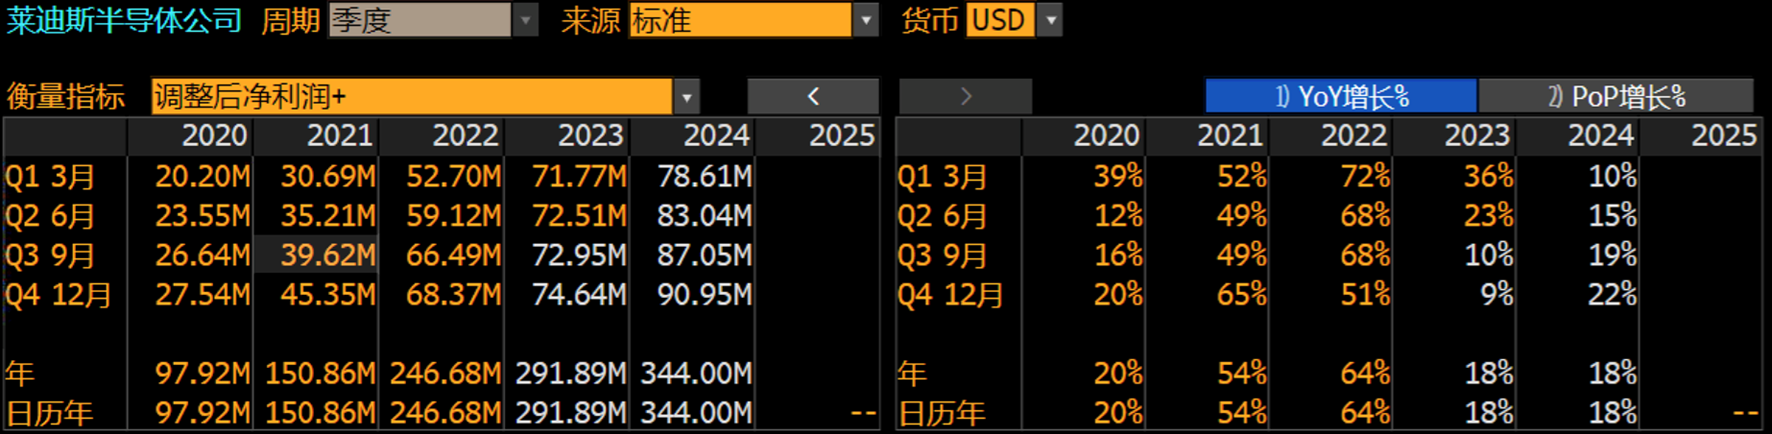 莱迪斯半导体公司 周期 季度 来源 标准 货币 USD
衡量指标 调整后净利润+ < > 1) YoY增长% 2) PoP增长%
2020 2021 2022 2023 2024 2025 2020 2021 2022 2023 2024 2025
Q1 3月 20.20M 30.69M 52.70M 71.77M 78.61M Q1 3月 39% 52% 72% 36% 10%
Q2 6月 23.55M 35.21M 59.12M 72.51M 83.04M Q2 6月 12% 49% 68% 23% 15%
Q3 9月 26.64M 39.62M 66.49M 72.95M 87.05M Q3 9月 16% 49% 68% 10% 19%
Q4 12月 27.54M 45.35M 68.37M 74.64M 90.95M Q4 12月 20% 65% 51% 9% 22%
年 97.92M 150.86M 246.68M 291.89M 344.00M 年 20% 54% 64% 18% 18%
日历年 97.92M 150.86M 246.68M 291.89M 344.00M -- 日历年 20% 54% 64% 18% 18% --